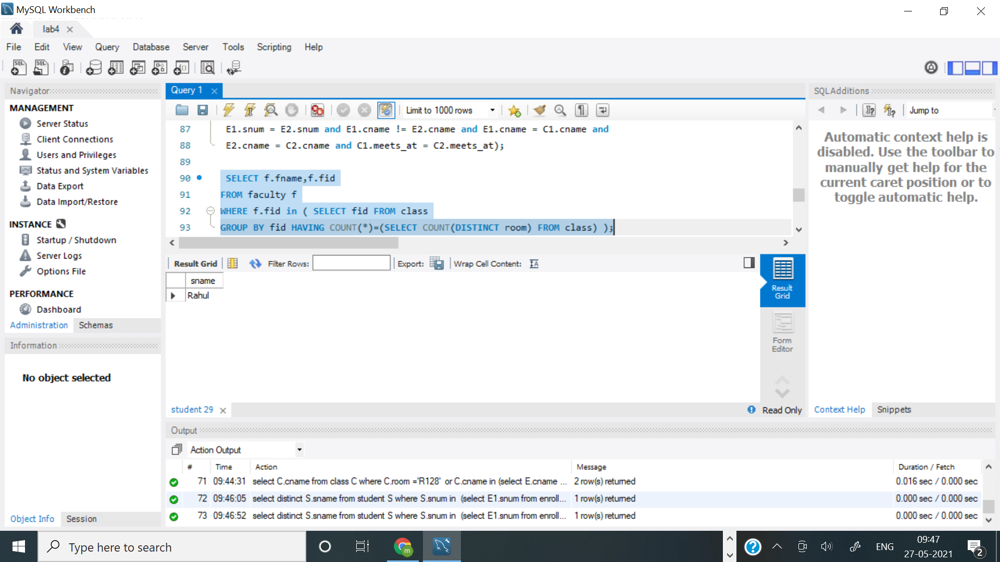 MySQL Workbench
lab4
File Edit View Query Database Server Tools Scripting Help
Navigator
MANAGEMENT
Server Status
Client Connections
Users and Privileges
Status and System Variables
Data Export
Data Import/Restore
INSTANCE
Startup / Shutdown
Server Logs
Options File
PERFORMANCE
Dashboard
Administration Schemas
Information
No object selected
Object Info Session
Query 1
Limit to 1000 rows
87 E1.snum = E2.snum and E1.cname != E2.cname and E1.cname = C1.cname and
88 E2.cname = C2.cname and C1.meets_at = C2.meets_at);
89
90 SELECT f.fname,f.fid
91 FROM faculty f
92 WHERE f.fid in ( SELECT fid FROM class
93 GROUP BY fid HAVING COUNT(*)=(SELECT COUNT(DISTINCT room) FROM class) );
Result Grid Filter Rows: Export: Wrap Cell Content:
sname
Rahul
Result Grid
Form Editor
student 29
Read Only
SQLAdditions
Jump to
Automatic context help is
disabled. Use the toolbar to
manually get help for the
current caret position or to
toggle automatic help.
Context Help Snippets
Output
Action Output
# Time Action Message Duration / Fetch
71 09:44:31 select C.cname from class C where C.room ='R128' or C.cname in (select E.cname ... 2 row(s) returned 0.016 sec / 0.000 sec
72 09:46:05 select distinct S.sname from student S where S.snum in (select E1.snum from enroll... 1 row(s) returned 0.000 sec / 0.000 sec
73 09:46:52 select distinct S.sname from student S where S.snum in (select E1.snum from enroll... 1 row(s) returned 0.000 sec / 0.000 sec
Type here to search
ENG
09:47
27-05-2021
2